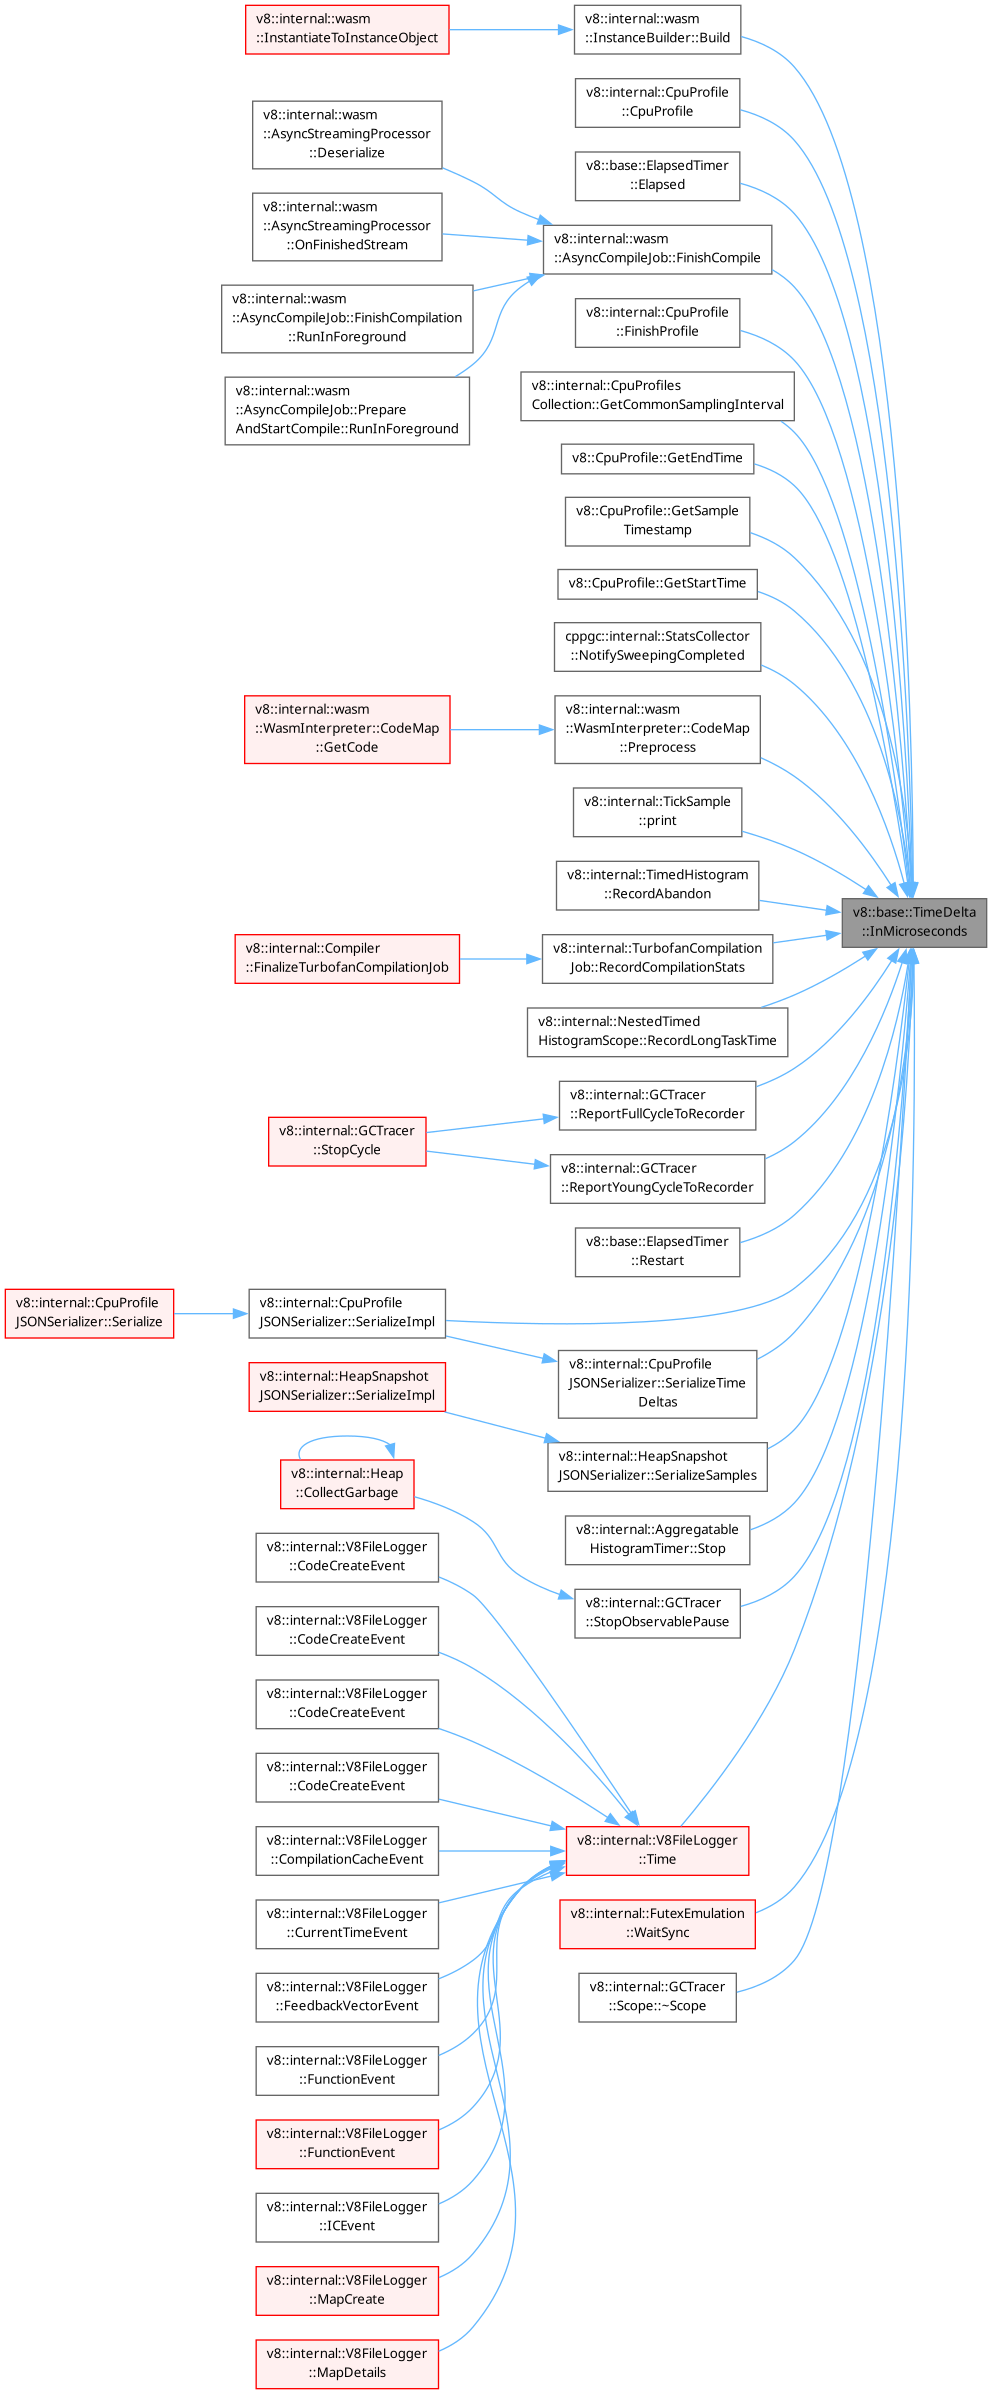 v8::internal::wasm
::InstantiateToInstanceObject
v8::internal::wasm
::InstanceBuilder::Build
v8::internal::CpuProfile
::CpuProfile
v8::internal::wasm
::AsyncStreamingProcessor
::Deserialize
v8::base::ElapsedTimer
::Elapsed
v8::internal::wasm
::AsyncStreamingProcessor
::OnFinishedStream
v8::internal::wasm
::AsyncCompileJob::FinishCompile
v8::internal::wasm
::AsyncCompileJob::FinishCompilation
::RunInForeground
v8::internal::CpuProfile
::FinishProfile
v8::internal::wasm
::AsyncCompileJob::Prepare
AndStartCompile::RunInForeground
v8::internal::CpuProfiles
Collection::GetCommonSamplingInterval
v8::CpuProfile::GetEndTime
v8::CpuProfile::GetSample
Timestamp
v8::CpuProfile::GetStartTime
cppgc::internal::StatsCollector
::NotifySweepingCompleted
v8::internal::wasm
::WasmInterpreter::CodeMap
::GetCode
v8::internal::wasm
::WasmInterpreter::CodeMap
::Preprocess
v8::internal::TickSample
::print
v8::internal::TimedHistogram
::RecordAbandon
v8::base::TimeDelta
::InMicroseconds
v8::internal::Compiler
::FinalizeTurbofanCompilationJob
v8::internal::TurbofanCompilation
Job::RecordCompilationStats
v8::internal::NestedTimed
HistogramScope::RecordLongTaskTime
v8::internal::GCTracer
::ReportFullCycleToRecorder
v8::internal::GCTracer
::StopCycle
v8::internal::GCTracer
::ReportYoungCycleToRecorder
v8::base::ElapsedTimer
::Restart
v8::internal::CpuProfile
JSONSerializer::Serialize
v8::internal::CpuProfile
JSONSerializer::SerializeImpl
v8::internal::CpuProfile
JSONSerializer::SerializeTime
Deltas
v8::internal::HeapSnapshot
JSONSerializer::SerializeImpl
v8::internal::HeapSnapshot
JSONSerializer::SerializeSamples
v8::internal::Heap
::CollectGarbage
v8::internal::Aggregatable
HistogramTimer::Stop
v8::internal::V8FileLogger
::CodeCreateEvent
v8::internal::GCTracer
::StopObservablePause
v8::internal::V8FileLogger
::CodeCreateEvent
v8::internal::V8FileLogger
::CodeCreateEvent
v8::internal::V8FileLogger
::CodeCreateEvent
v8::internal::V8FileLogger
::CompilationCacheEvent
v8::internal::V8FileLogger
::Time
v8::internal::V8FileLogger
::CurrentTimeEvent
v8::internal::FutexEmulation
::WaitSync
v8::internal::V8FileLogger
::FeedbackVectorEvent
v8::internal::GCTracer
::Scope::~Scope
v8::internal::V8FileLogger
::FunctionEvent
v8::internal::V8FileLogger
::FunctionEvent
v8::internal::V8FileLogger
::ICEvent
v8::internal::V8FileLogger
::MapCreate
v8::internal::V8FileLogger
::MapDetails